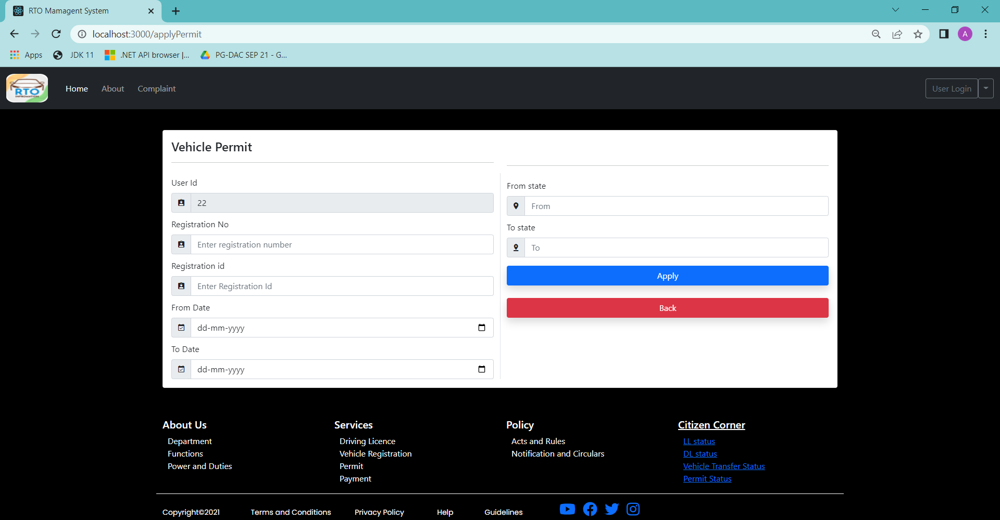 RTO Mamagent System
localhost:3000/applyPermit
A
Apps
JDK 11
.NET API browser |...
PG-DAC SEP 21 - G...
RTO
INFROMATION
Home
About
Complaint
User Login
Vehicle Permit
User Id
22
Registration No
Enter registration number
Registration id
Enter Registration Id
From Date
dd-mm-yyyy
To Date
dd-mm-yyyy
From state
From
To state
To
Apply
Back
About Us
Department
Functions
Power and Duties
Services
Driving Licence
Vehicle Registration
Permit
Payment
Policy
Acts and Rules
Notification and Circulars
Citizen Corner
LL status
DL status
Vehicle Transfer Status
Permit Status
Copyright©2021
Terms and Conditions
Privacy Policy
Help
Guidelines